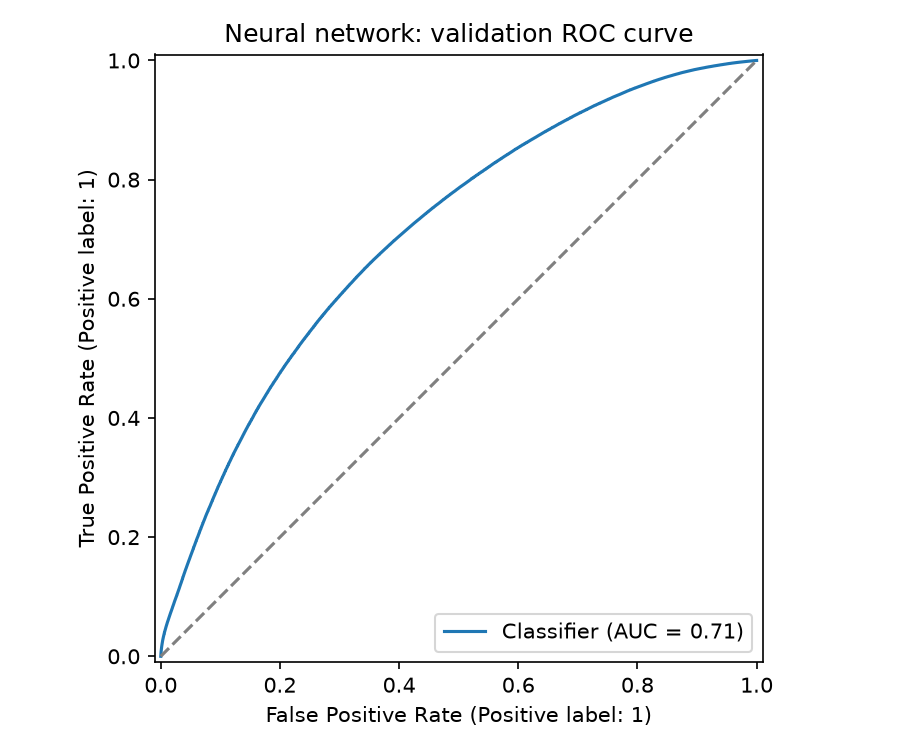 Neural network: validation ROC curve
1.0
0.8
0.6
0.4
0.2
0.0
True Positive Rate (Positive label: 1)
Classifier (AUC = 0.71)
0.0 0.2 0.4 0.6 0.8 1.0
False Positive Rate (Positive label: 1)